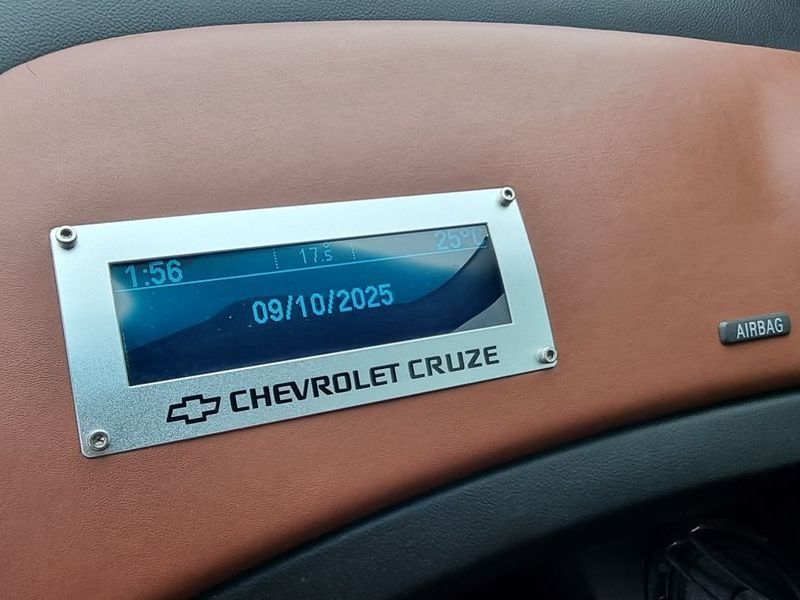 1:56 17.5° 25°C
09/10/2025
CHEVROLET CRUZE
AIRBAG